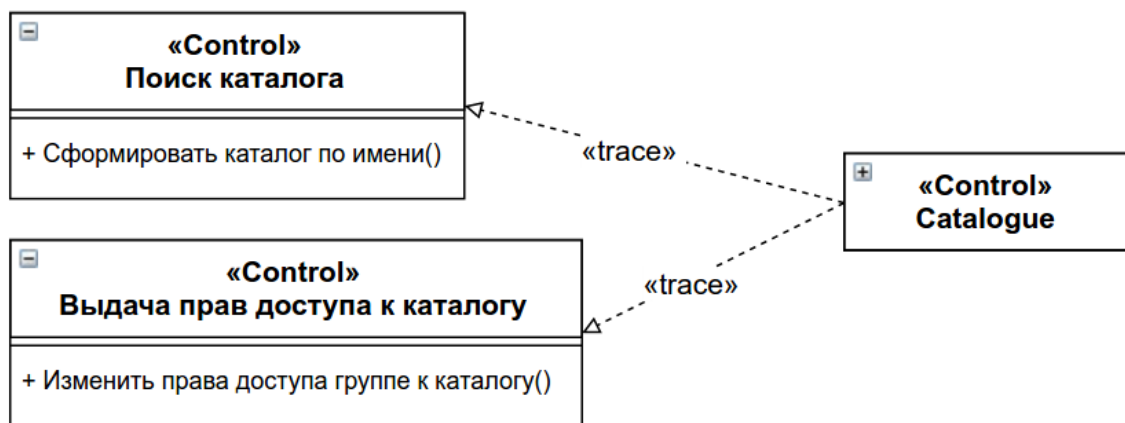 «Control»
Поиск каталога
+ Сформировать каталог по имени()
«trace»
«Control»
Catalogue
«Control»
Выдача прав доступа к каталогу
«trace»
+ Изменить права доступа группе к каталогу()